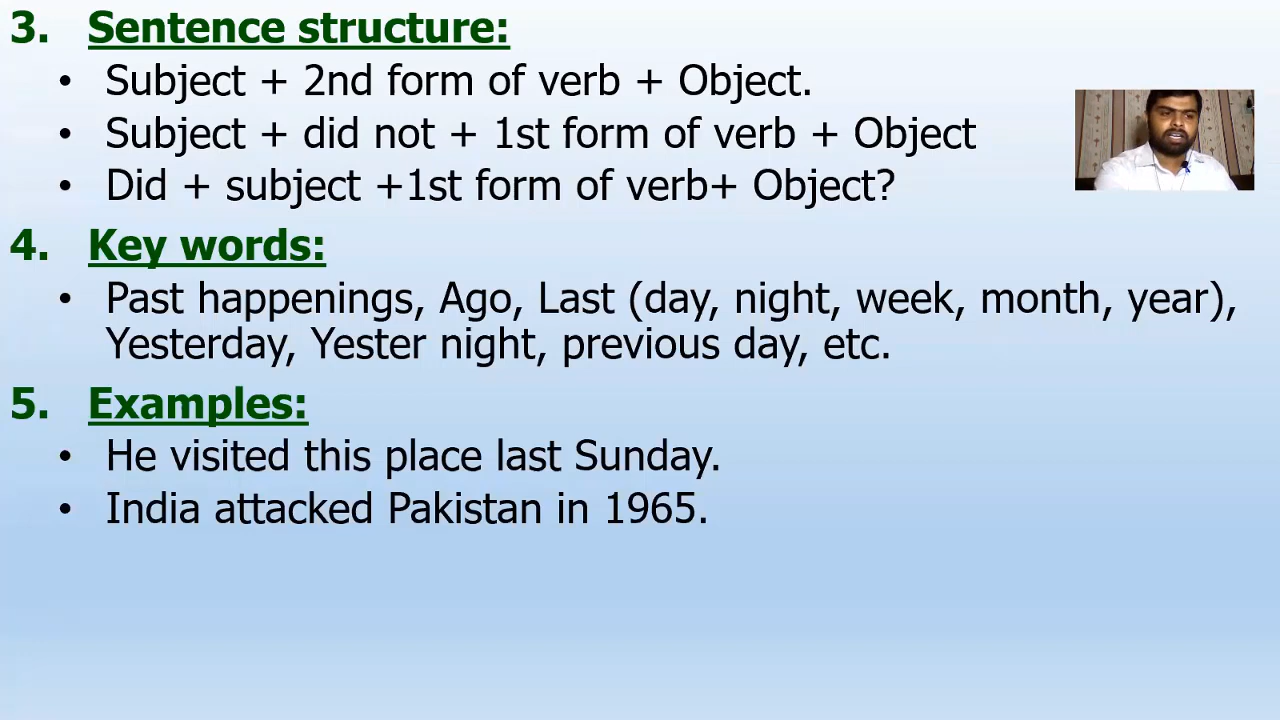 3. Sentence structure:
• Subject + 2nd form of verb + Object.
• Subject + did not + 1st form of verb + Object
• Did + subject +1st form of verb+ Object?
4. Key words:
• Past happenings, Ago, Last (day, night, week, month, year),
Yesterday, Yester night, previous day, etc.
5. Examples:
• He visited this place last Sunday.
• India attacked Pakistan in 1965.